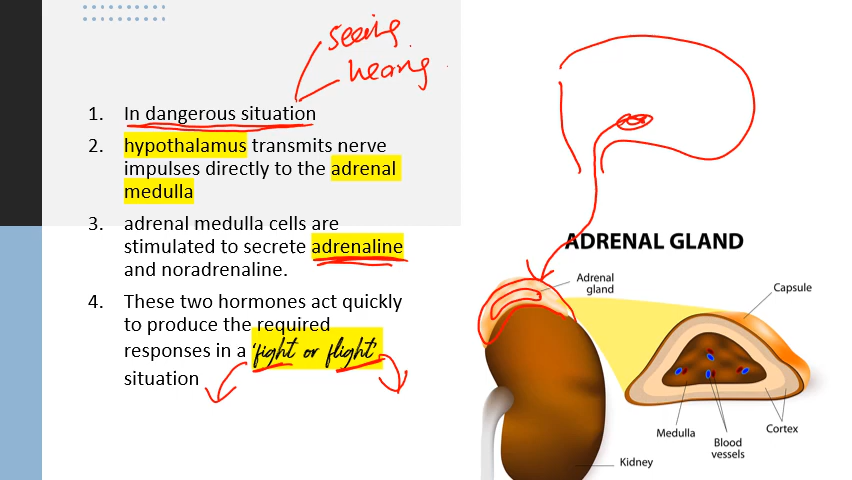 seeing
hearng
1. In dangerous situation
2. hypothalamus transmits nerve
impulses directly to the adrenal
medulla
3. adrenal medulla cells are
stimulated to secrete adrenaline
and noradrenaline.
4. These two hormones act quickly
to produce the required
responses in a 'fight or flight'
situation
ADRENAL GLAND
Adrenal
gland
Capsule
Medulla
Blood
vessels
Cortex
Kidney